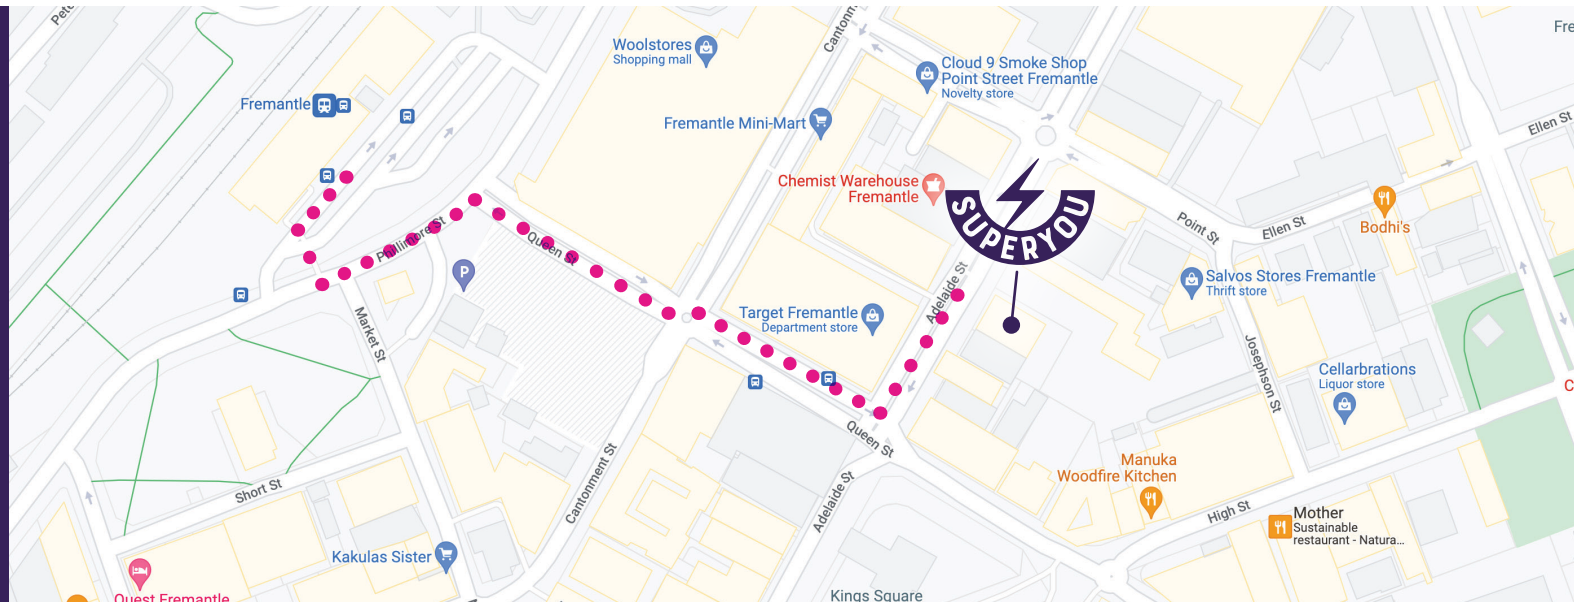 Cantonm
Woolstores
Shopping mall
Cloud 9 Smoke Shop
Point Street Fremantle
Novelty store
Fre
Fremantle
Fremantle Mini-Mart
Ellen St
Chemist Warehouse
Fremantle
SUPERYOU
Point St
Ellen St
Bodhi's
Phillimore St
Queen St
P
Adelaide St
Salvos Stores Fremantle
Thrift store
Market St
Target Fremantle
Department store
Josephson St
Cellarbrations
Liquor store
C
Queen St
Manuka
Woodfire Kitchen
Short St
Cantonment St
Adelaide St
High St
Mother
Sustainable
restaurant - Natura...
Kakulas Sister
Quest Fremantle
Kings Square